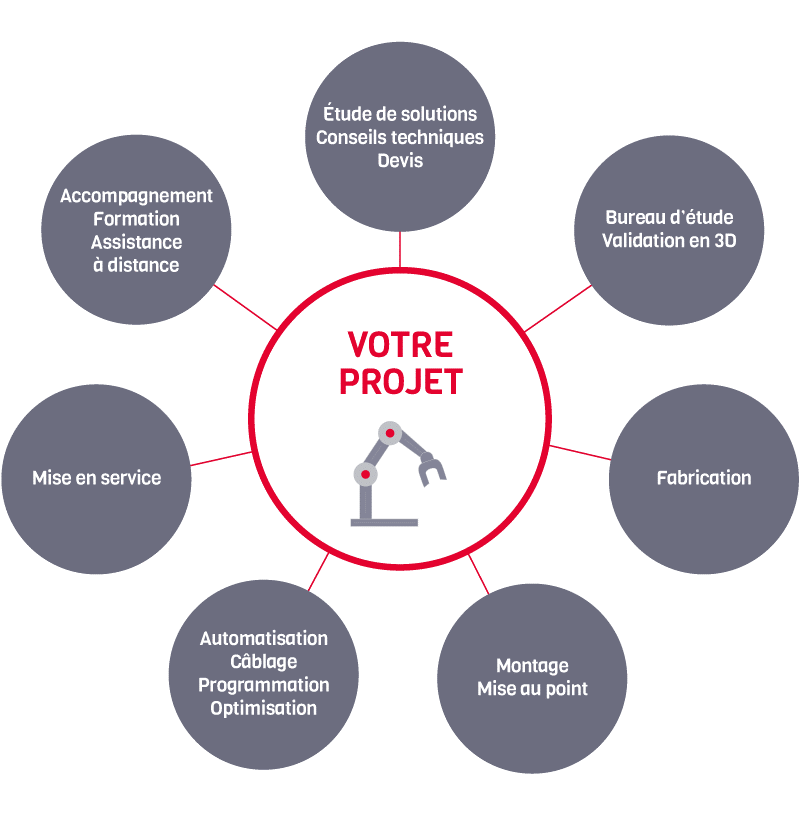 Étude de solutions
Conseils techniques
Devis
Bureau d'étude
Validation en 3D
Fabrication
Montage
Mise au point
Automatisation
Câblage
Programmation
Optimisation
Mise en service
Accompagnement
Formation
Assistance
à distance
VOTRE
PROJET